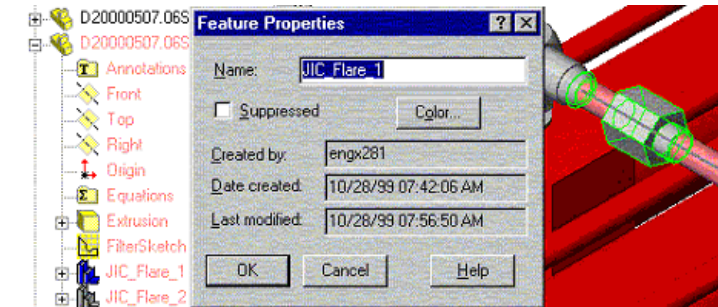 D20000507.06S
D20000507.06S
Annotations
Front
Top
Right
Origin
Equations
Extrusion
FilterSketch
JIC_Flare_1
JIC_Flare_2
Feature Properties
Name: JIC_Flare_1
Suppressed Color...
Created by: engx281
Date created: 10/28/99 07:42:06 AM
Last modified: 10/28/99 07:56:50 AM
OK Cancel Help